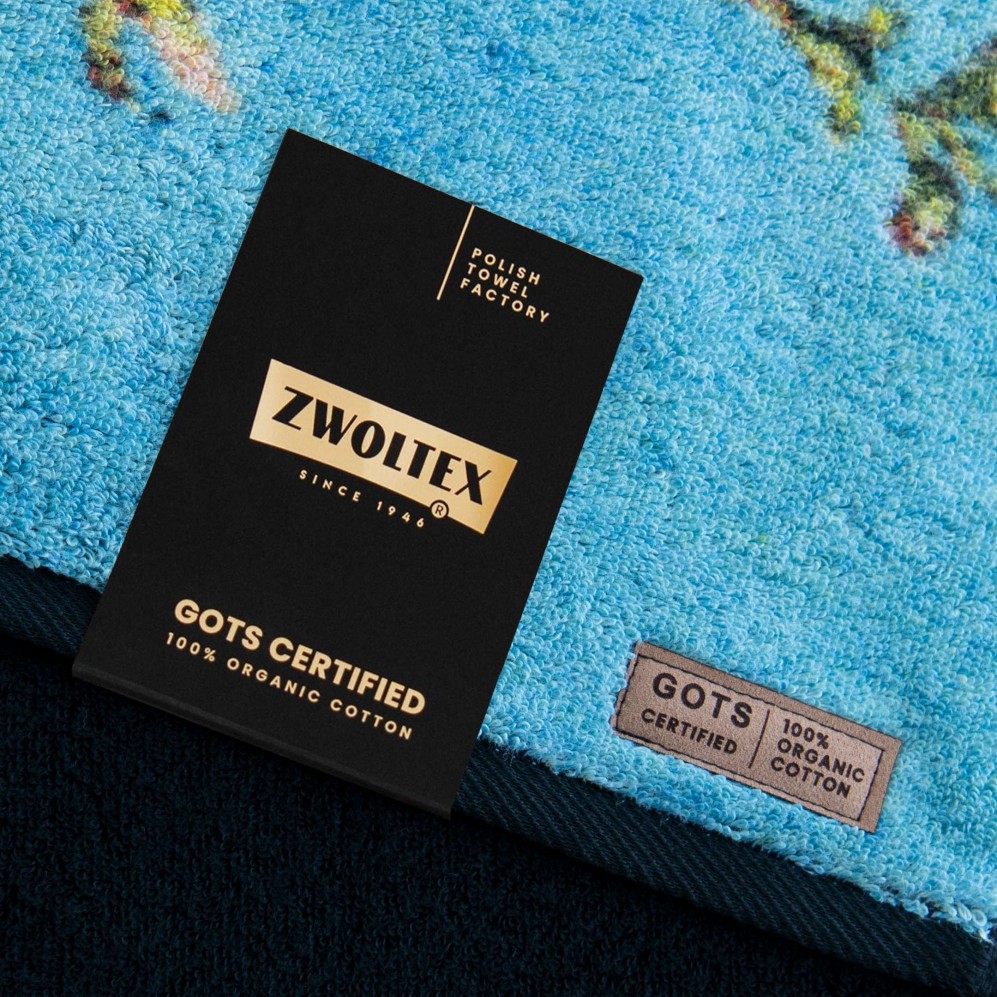 POLISH
TOWEL
FACTORY
ZWOLTEX
®
SINCE 1946
GOTS CERTIFIED
100% ORGANIC COTTON
GOTS
CERTIFIED
100%
ORGANIC
COTTON